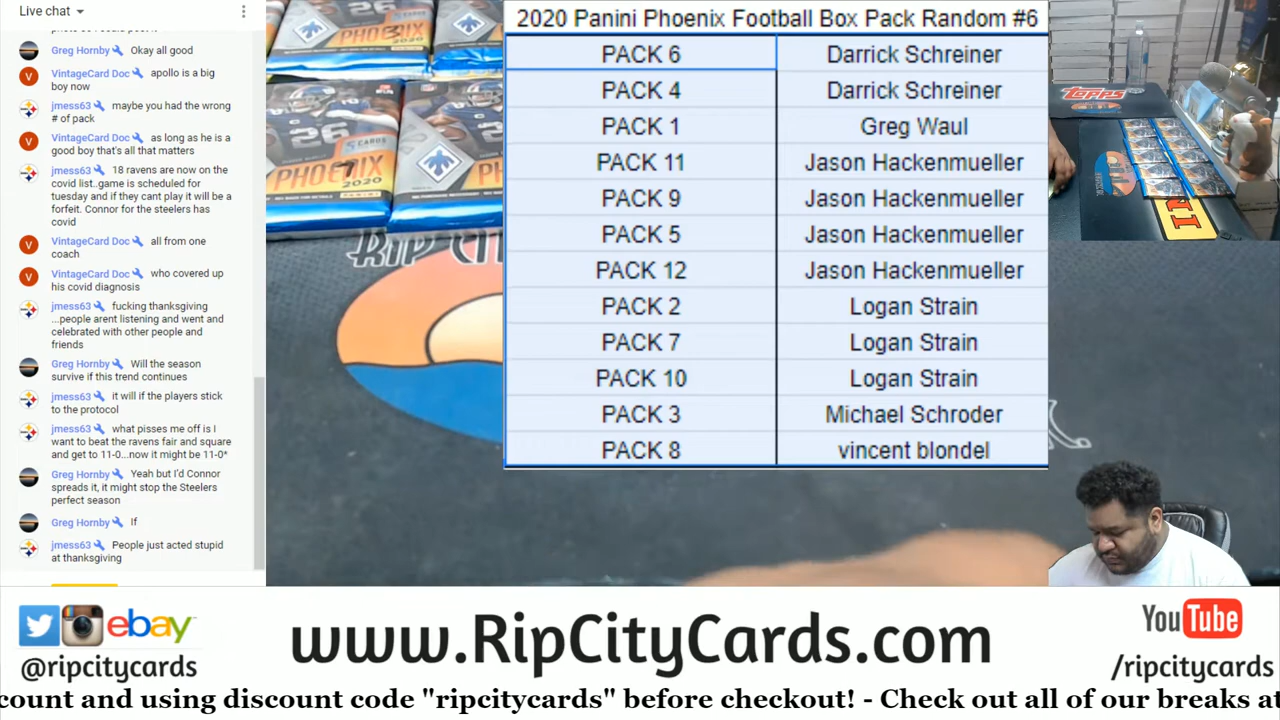 Live chat
Greg Hornby Okay all good
VintageCard Doc apollo is a big
boy now
jmess63 maybe you had the wrong
# of pack
VintageCard Doc as long as he is a
good boy that's all that matters
jmess63 18 ravens are now on the
covid list..game is scheduled for
tuesday and if they cant play it will be a
forfeit. Connor for the steelers has
covid
VintageCard Doc all from one
coach
VintageCard Doc who covered up
his covid diagnosis
jmess63 fucking thanksgiving
...people arent listening and went and
celebrated with other people and
friends
Greg Hornby Will the season
survive if this trend continues
jmess63 it will if the players stick
to the protocol
jmess63 what pisses me off is I
want to beat the ravens fair and square
and get to 11-0...now it might be 11-0*
Greg Hornby Yeah but I'd Connor
spreads it, it might stop the Steelers
perfect season
Greg Hornby If
jmess63 People just acted stupid
at thanksgiving
PHOENIX
2020
5 CARDS
PHOENIX
2020
7
RIP CI
2020 Panini Phoenix Football Box Pack Random #6
PACK 6 Darrick Schreiner
PACK 4 Darrick Schreiner
PACK 1 Greg Waul
PACK 11 Jason Hackenmueller
PACK 9 Jason Hackenmueller
PACK 5 Jason Hackenmueller
PACK 12 Jason Hackenmueller
PACK 2 Logan Strain
PACK 7 Logan Strain
PACK 10 Logan Strain
PACK 3 Michael Schroder
PACK 8 vincent blondel
TOPPS
ebay
@ripcitycards
www.RipCityCards.com
YouTube
/ripcitycards
count and using discount code "ripcitycards" before checkout! - Check out all of our breaks at